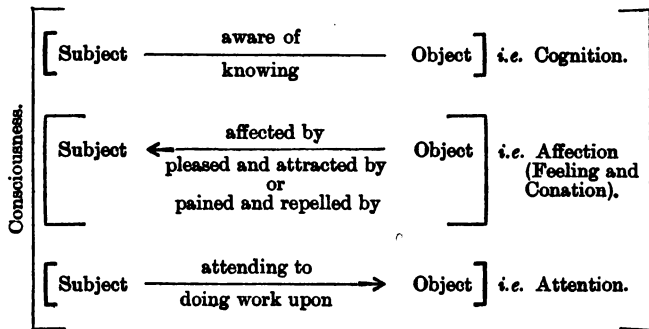 Consciousness.
Subject aware of Object i.e. Cognition.
knowing
Subject affected by Object i.e. Affection
pleased and attracted by (Feeling and
or Conation).
pained and repelled by
Subject attending to Object i.e. Attention.
doing work upon